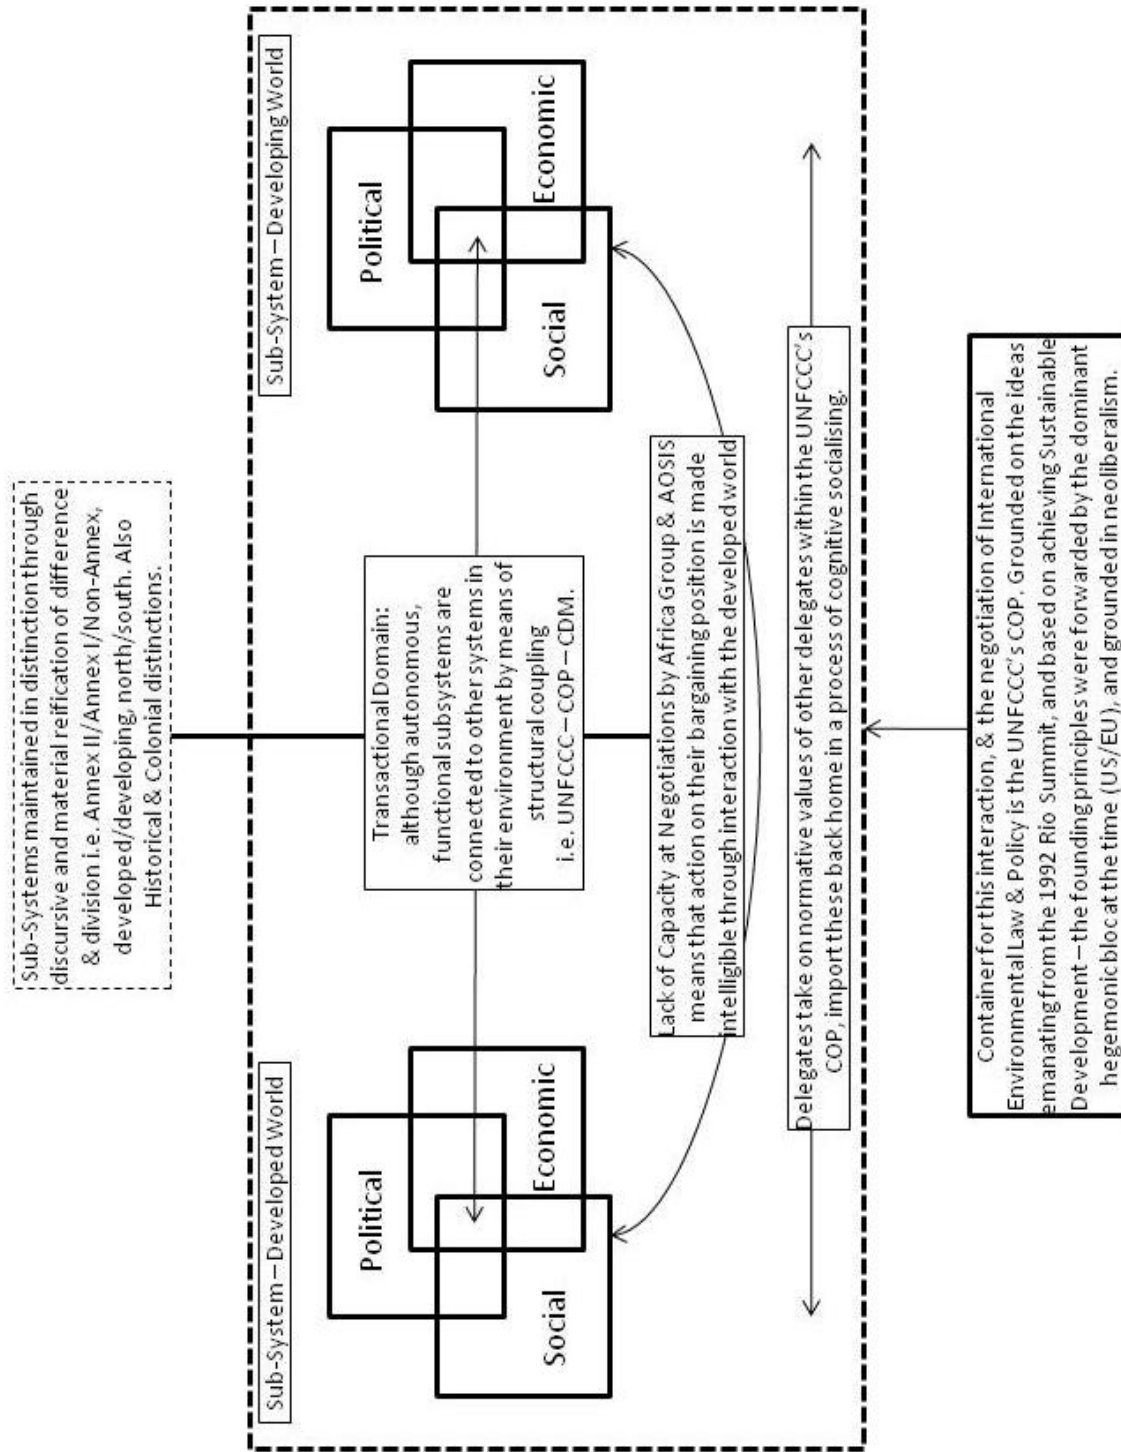 Sub-Systems maintained in distinction through
discursive and material reification of difference
& division i.e. Annex II/Annex I/Non-Annex,
developed/developing, north/south. Also
Historical & Colonial distinctions.
Sub-System – Developed World
Sub-System – Developing World
Political
Economic
Social
Political
Economic
Social
Transactional Domain:
although autonomous,
functional subsystems are
connected to other systems in
their environment by means of
structural coupling
i.e. UNFCCC – COP – CDM.
Lack of Capacity at Negotiations by Africa Group & AOSIS
means that action on their bargaining position is made
intelligible through interaction with the developed world
Delegates take on normative values of other delegates within the UNFCCC's
COP, import these back home in a process of cognitive socialising.
Container for this interaction, & the negotiation of International
Environmental Law & Policy is the UNFCCC's COP. Grounded on the ideas
emanating from the 1992 Rio Summit, and based on achieving Sustainable
Development – the founding principles were forwarded by the dominant
hegemonic bloc at the time (US/EU), and grounded in neoliberalism.